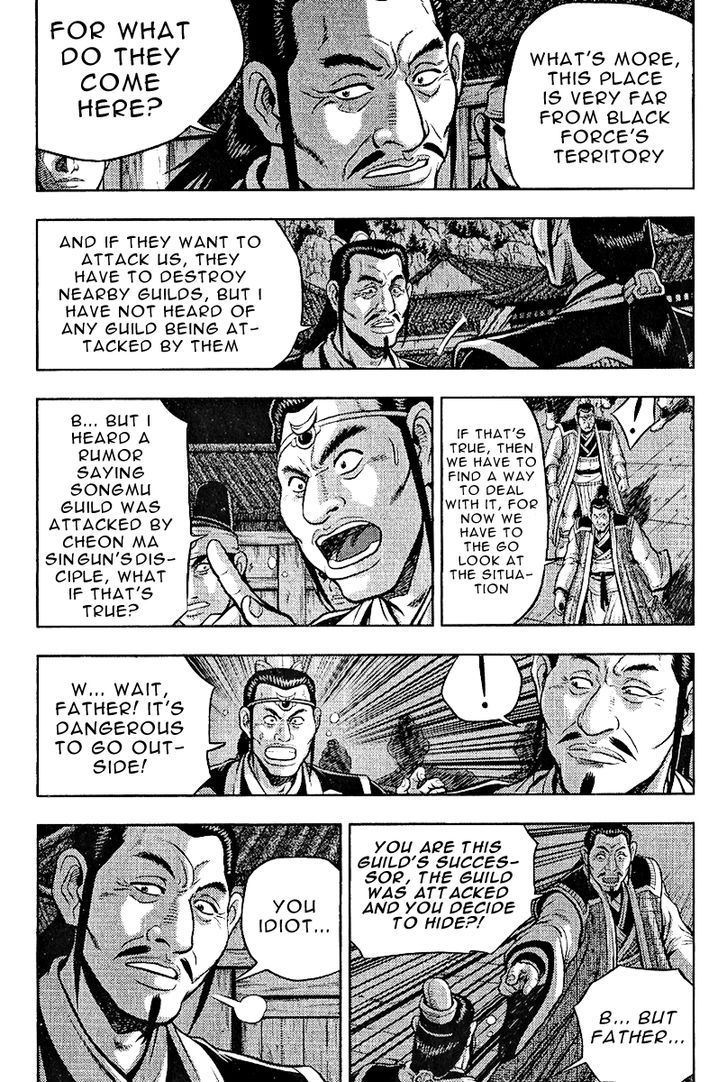 FOR WHAT
DO THEY
COME
HERE?
WHAT'S MORE,
THIS PLACE
IS VERY FAR
FROM BLACK
FORCE'S
TERRITORY
AND IF THEY WANT TO
ATTACK US, THEY
HAVE TO DESTROY
NEARBY GUILDS, BUT I
HAVE NOT HEARD OF
ANY GUILD BEING AT-
TACKED BY THEM
B... BUT I
HEARD A
RUMOR
SAYING
SONGMU
GUILD WAS
ATTACKED BY
CHEON MA
SIN GUN'S DIS-
CIPLE, WHAT
IF THAT'S
TRUE?
!
IF THAT'S
TRUE, THEN
WE HAVE TO
FIND A WAY
TO DEAL
WITH IT, FOR
NOW WE
HAVE TO
THE GO
LOOK AT
THE SITUA-
TION
W... WAIT,
FATHER! IT'S
DANGEROUS
TO GO OUT-
SIDE!
!
YOU
IDIOT...
YOU ARE THIS
GUILD'S SUCCES-
SOR, THE GUILD
WAS ATTACKED
AND YOU DECIDE
TO HIDE?!
B... BUT
FATHER...